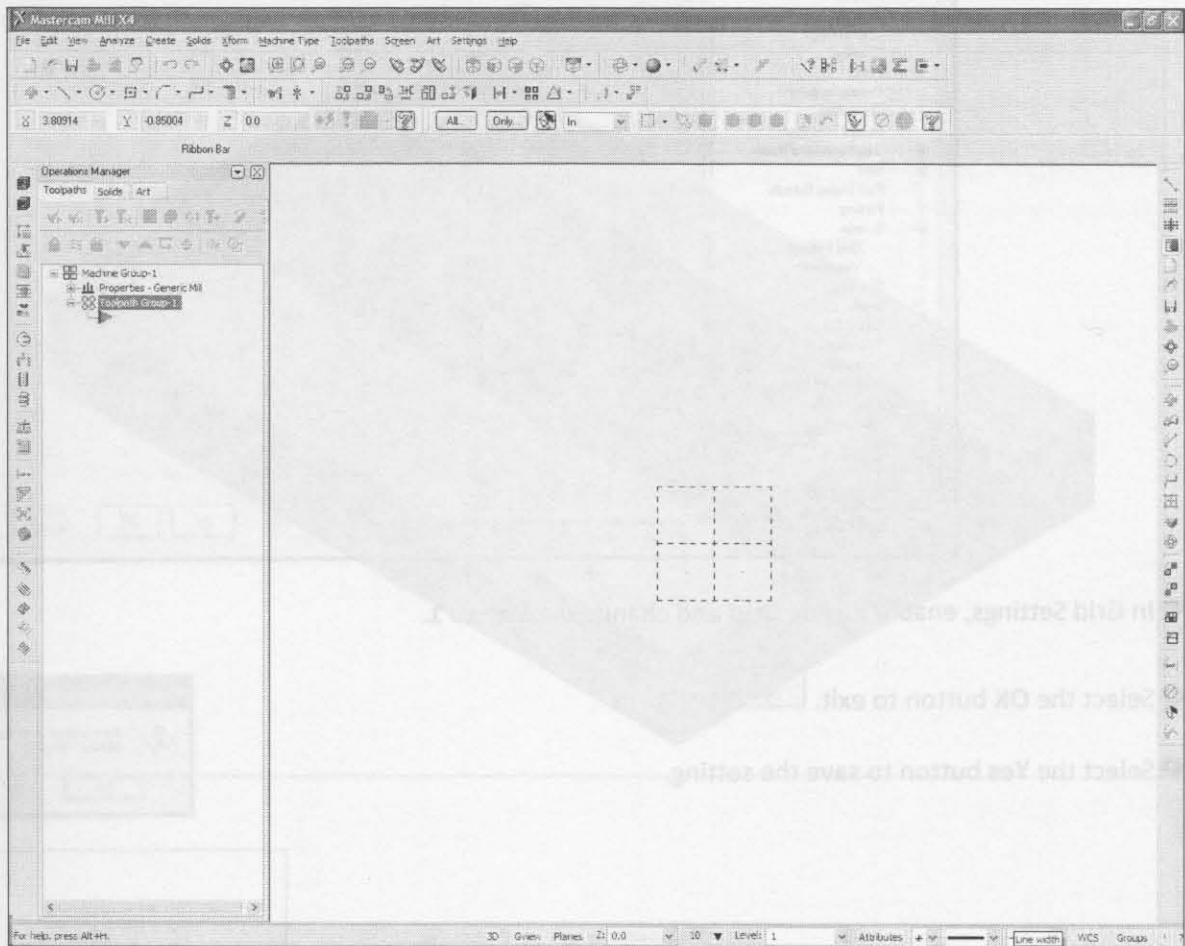 Mastercam Mill X4
File Edit View Analyze Create Solids Xform Machine Type Toolpaths Screen Art Settings Help
X 3.80914 Y -0.85004 Z 0.0 All... Only... In
Ribbon Bar
Operations Manager
Toolpaths Solids Art
Machine Group-1
Properties - Generic Mill
Toolpath Group-1
In Grid Settings, enable
Select the OK button to exit.
Select the Yes button to save the setting.
For help, press Alt+H.
3D Gview Planes Z: 0.0 10 Level: 1 Attributes Line width WCS Groups ?